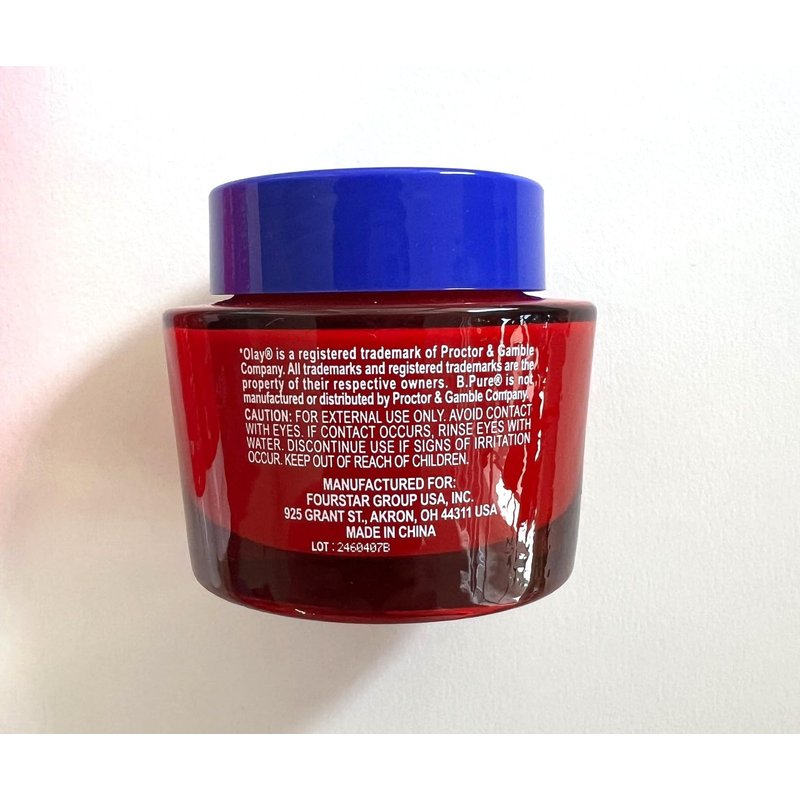 *Olay® is a registered trademark of Proctor & Gamble
Company. All trademarks and registered trademarks are the
property of their respective owners. B.Pure® is not
manufactured or distributed by Proctor & Gamble Company.
CAUTION: FOR EXTERNAL USE ONLY. AVOID CONTACT
WITH EYES. IF CONTACT OCCURS, RINSE EYES WITH
WATER. DISCONTINUE USE IF SIGNS OF IRRITATION
OCCUR. KEEP OUT OF REACH OF CHILDREN.
MANUFACTURED FOR:
FOURSTAR GROUP USA, INC.
925 GRANT ST., AKRON, OH 44311 USA
MADE IN CHINA
LOT : 2460407B